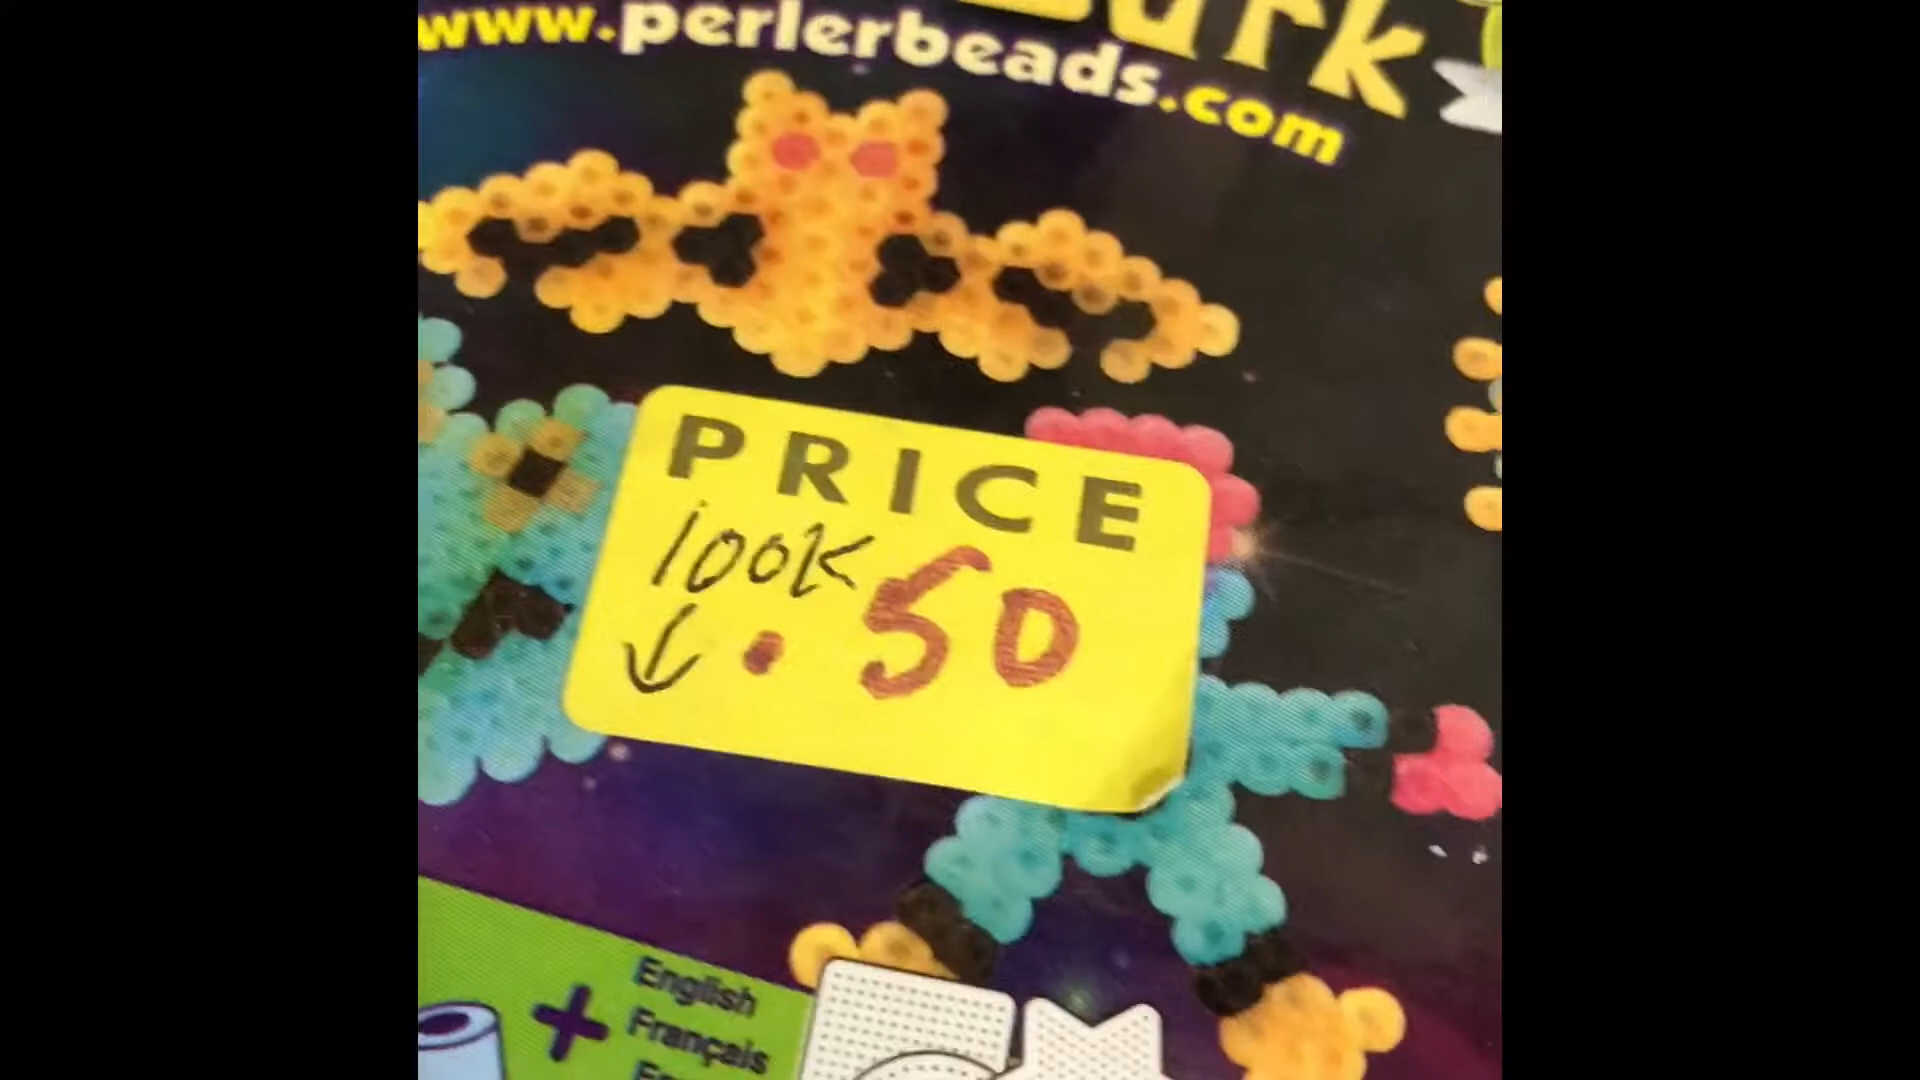 www.perlerbeads.com
PRICE
look
↓ .50
English
Français